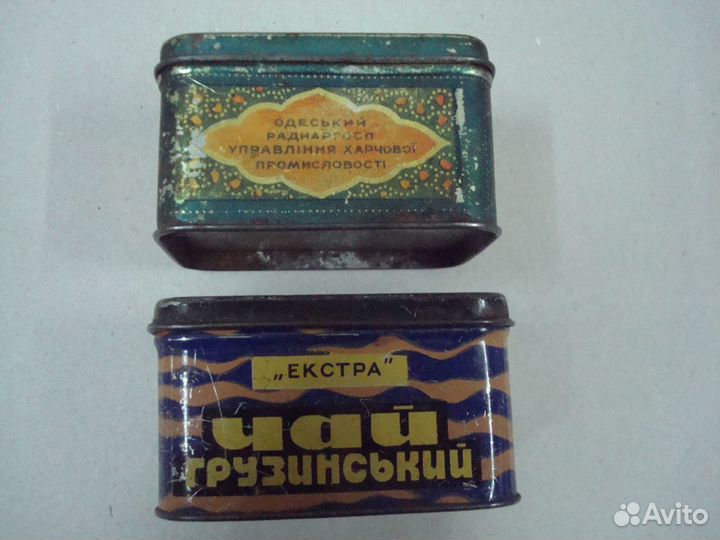 ОДЕСЬКИЙ
РАДНАРГОСП
УПРАВЛІННЯ ХАРЧОВОЇ
ПРОМИСЛОВОСТІ
„ЕКСТРА"
ЧАЙ
ГРУЗИНСЬКИЙ
Avito